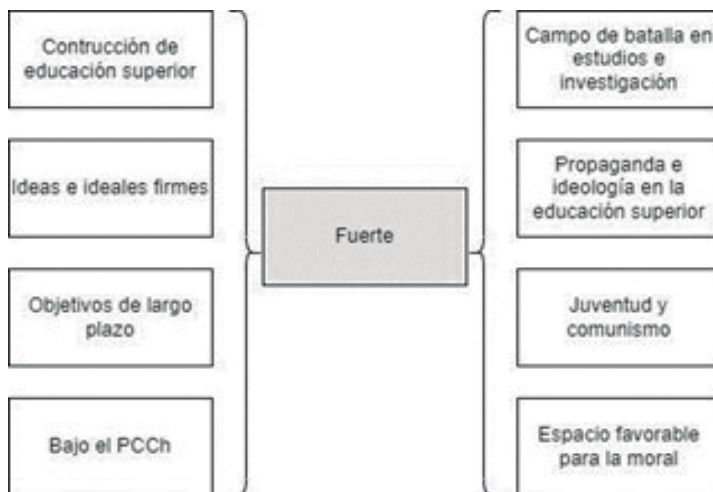 Contrucción de
educación superior
Ideas e ideales firmes
Objetivos de largo
plazo
Bajo el PCCh
Fuerte
Campo de batalla en
estudios e
investigación
Propaganda e
ideología en la
educación superior
Juventud y
comunismo
Espacio favorable
para la moral